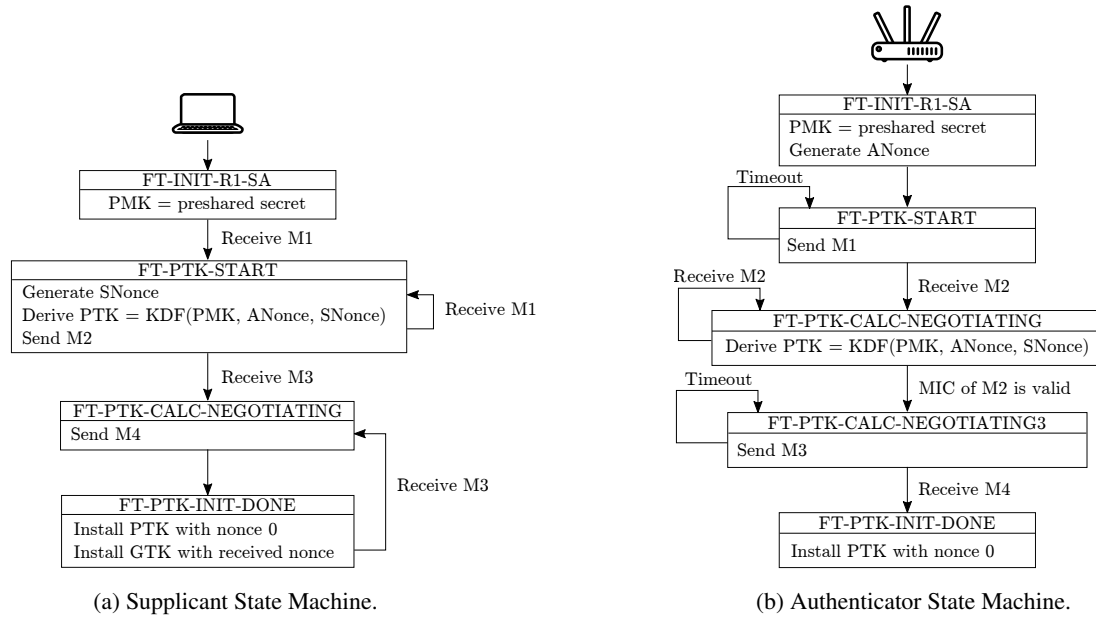 FT-INIT-R1-SA
PMK = preshared secret
Receive M1
FT-PTK-START
Generate SNonce
Derive PTK = KDF(PMK, ANonce, SNonce)
Send M2
Receive M1
Receive M3
FT-PTK-CALC-NEGOTIATING
Send M4
Receive M3
FT-PTK-INIT-DONE
Install PTK with nonce 0
Install GTK with received nonce
(a) Supplicant State Machine.
FT-INIT-R1-SA
PMK = preshared secret
Generate ANonce
Timeout
FT-PTK-START
Send M1
Receive M2
Receive M2
FT-PTK-CALC-NEGOTIATING
Derive PTK = KDF(PMK, ANonce, SNonce)
Timeout
MIC of M2 is valid
FT-PTK-CALC-NEGOTIATING3
Send M3
Receive M4
FT-PTK-INIT-DONE
Install PTK with nonce 0
(b) Authenticator State Machine.